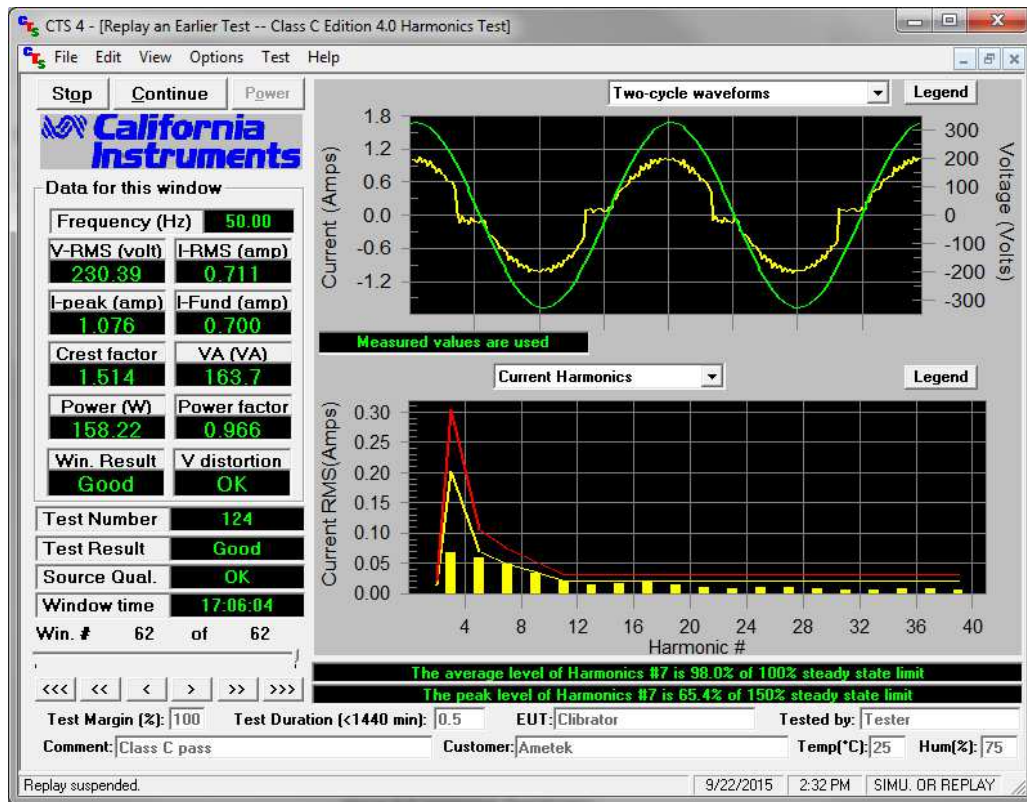 CTS 4 - [Replay an Earlier Test -- Class C Edition 4.0 Harmonics Test]
File Edit View Options Test Help
Stop Continue Power
California
Instruments
Data for this window
Frequency (Hz) 50.00
V-RMS (volt) I-RMS (amp)
230.39 0.711
I-peak (amp) I-Fund (amp)
1.076 0.700
Crest factor VA (VA)
1.514 163.7
Power (W) Power factor
158.22 0.966
Win. Result V distortion
Good OK
Test Number 124
Test Result Good
Source Qual. OK
Window time 17:06:04
Win. # 62 of 62
<<< << < > >> >>>
Two-cycle waveforms Legend
Current (Amps)
1.8
1.2
0.6
0.0
-0.6
-1.2
300
200
100
0
-100
-200
-300
Voltage (Volts)
Measured values are used
Current Harmonics Legend
Current RMS(Amps)
0.30
0.25
0.20
0.15
0.10
0.05
0.00
4 8 12 16 20 24 28 32 36 40
Harmonic #
The average level of Harmonics #7 is 98.0% of 100% steady state limit
The peak level of Harmonics #7 is 65.4% of 150% steady state limit
Test Margin (%): 100 Test Duration (<1440 min): 0.5 EUT: Clibrator Tested by: Tester
Comment: Class C pass Customer: Ametek Temp(°C): 25 Hum(%): 75
Replay suspended. 9/22/2015 2:32 PM SIMU. OR REPLAY